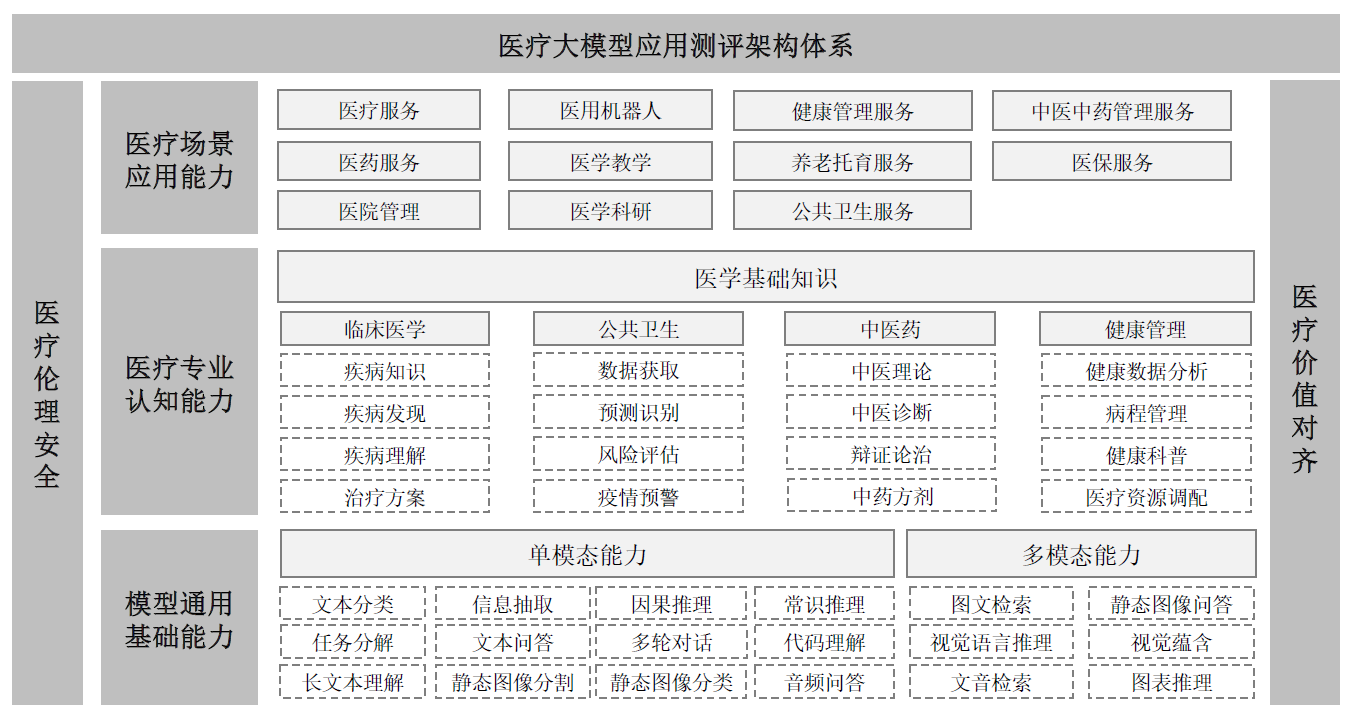 医疗大模型应用测评架构体系
医疗伦理安全
医疗场景
应用能力
医疗服务
医用机器人
健康管理服务
中医中药管理服务
医药服务
医学教学
养老托育服务
医保服务
医院管理
医学科研
公共卫生服务
医疗专业
认知能力
医学基础知识
临床医学
公共卫生
中医药
健康管理
疾病知识
数据获取
中医理论
健康数据分析
疾病发现
预测识别
中医诊断
病程管理
疾病理解
风险评估
辩证论治
健康科普
治疗方案
疫情预警
中药方剂
医疗资源调配
模型通用
基础能力
单模态能力
多模态能力
文本分类
信息抽取
因果推理
常识推理
图文检索
静态图像问答
任务分解
文本问答
多轮对话
代码理解
视觉语言推理
视觉蕴含
长文本理解
静态图像分割
静态图像分类
音频问答
文音检索
图表推理
医疗价值对齐